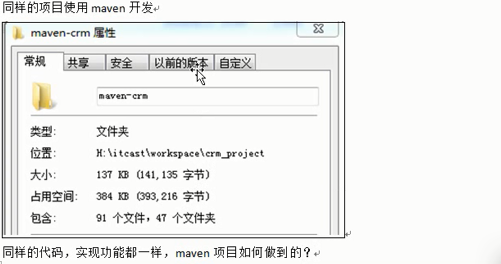 同样的项目使用 maven 开发
maven-crm 属性
常规 共享 安全 以前的版本 自定义
maven-crm
类型: 文件夹
位置: H:\itcast\workspace\crm_project
大小: 137 KB (141,135 字节)
占用空间: 384 KB (393,216 字节)
包含: 91 个文件，47 个文件夹
同样的代码，实现功能都一样，maven 项目如何做到的？